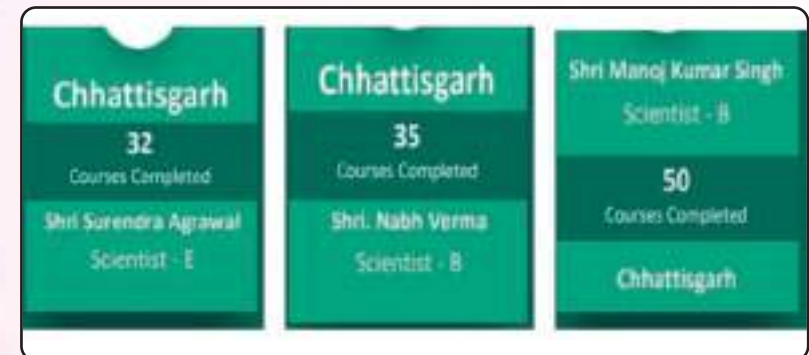 Chhattisgarh
32
Courses Completed
Shri Surendra Agrawal
Scientist - E
Chhattisgarh
35
Courses Completed
Shri. Nabh Verma
Scientist - B
Shri Manoj Kumar Singh
Scientist - B
50
Courses Completed
Chhattisgarh